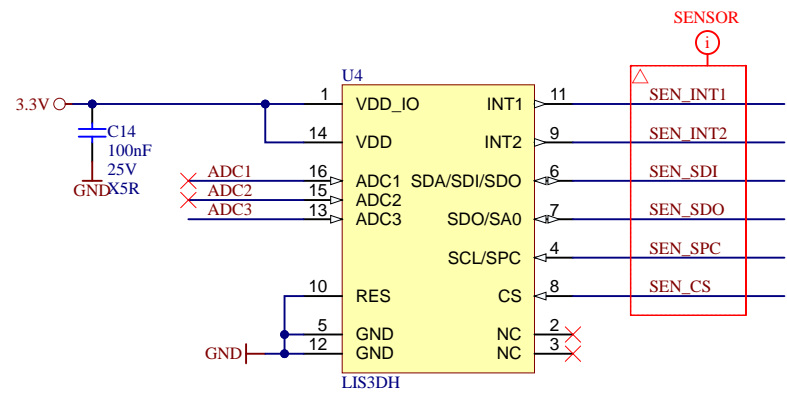 SENSOR
i
U4
3.3V
1
VDD_IO
INT1
11
SEN_INT1
C14
100nF
25V
X5R
GND
14
VDD
INT2
9
SEN_INT2
ADC1
16
ADC1
SDA/SDI/SDO
6
SEN_SDI
ADC2
15
ADC2
ADC3
13
ADC3
SDO/SA0
7
SEN_SDO
SCL/SPC
4
SEN_SPC
10
RES
CS
8
SEN_CS
5
GND
NC
2
GND
12
GND
NC
3
LIS3DH